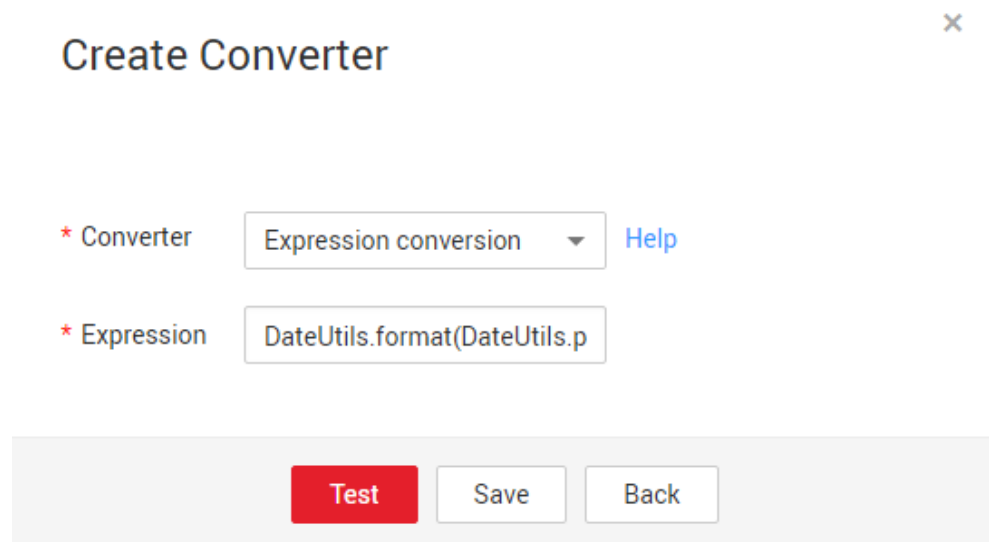 Create Converter
* Converter Expression conversion Help
* Expression DateUtils.format(DateUtils.p
Test Save Back